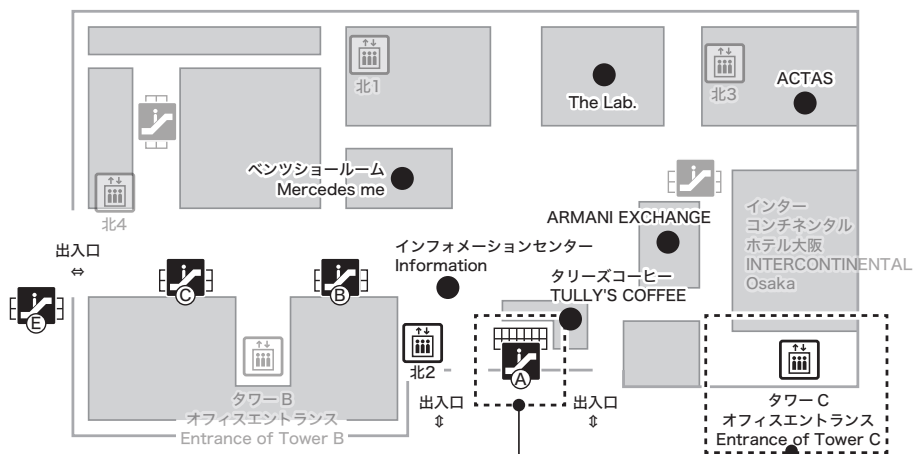 北1
The Lab.
北3
ACTAS
ベンツショールーム
Mercedes me
北4
ARMANI EXCHANGE
インター
コンチネンタル
ホテル大阪
INTERCONTINENTAL
Osaka
出入口
⇔
インフォメーションセンター
Information
タリーズコーヒー
TULLY'S COFFEE
E
C
B
北2
A
タワー B
オフィスエントランス
Entrance of Tower B
出入口
⇕
出入口
⇕
タワー C
オフィスエントランス
Entrance of Tower C